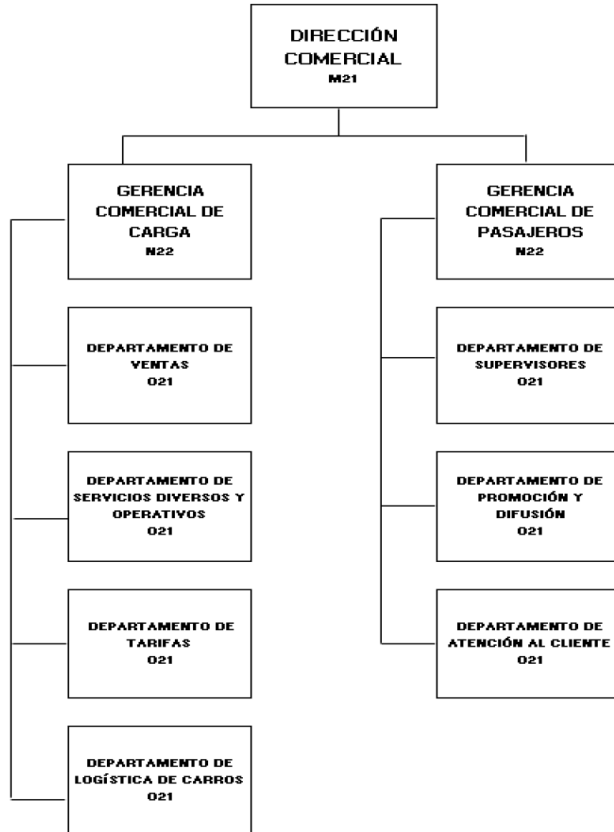 DIRECCIÓN
COMERCIAL
M21
GERENCIA
COMERCIAL DE
CARGA
N22
GERENCIA
COMERCIAL DE
PASAJEROS
N22
DEPARTAMENTO DE
VENTAS
O21
DEPARTAMENTO DE
SUPERVISORES
O21
DEPARTAMENTO DE
SERVICIOS DIVERSOS Y
OPERATIVOS
O21
DEPARTAMENTO DE
PROMOCIÓN Y
DIFUSIÓN
O21
DEPARTAMENTO DE
TARIFAS
O21
DEPARTAMENTO DE
ATENCIÓN AL CLIENTE
O21
DEPARTAMENTO DE
LOGÍSTICA DE CARROS
O21